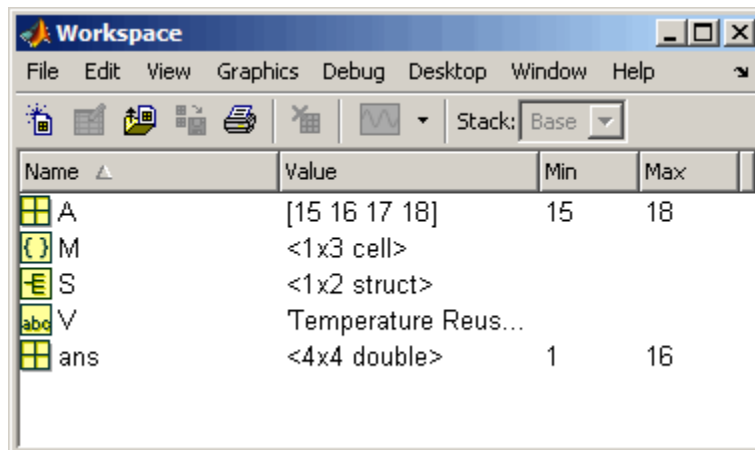 Workspace
File Edit View Graphics Debug Desktop Window Help
Stack: Base
Name Value Min Max
A [15 16 17 18] 15 18
{ } M <1x3 cell>
S <1x2 struct>
abc V 'Temperature Reus...
ans <4x4 double> 1 16